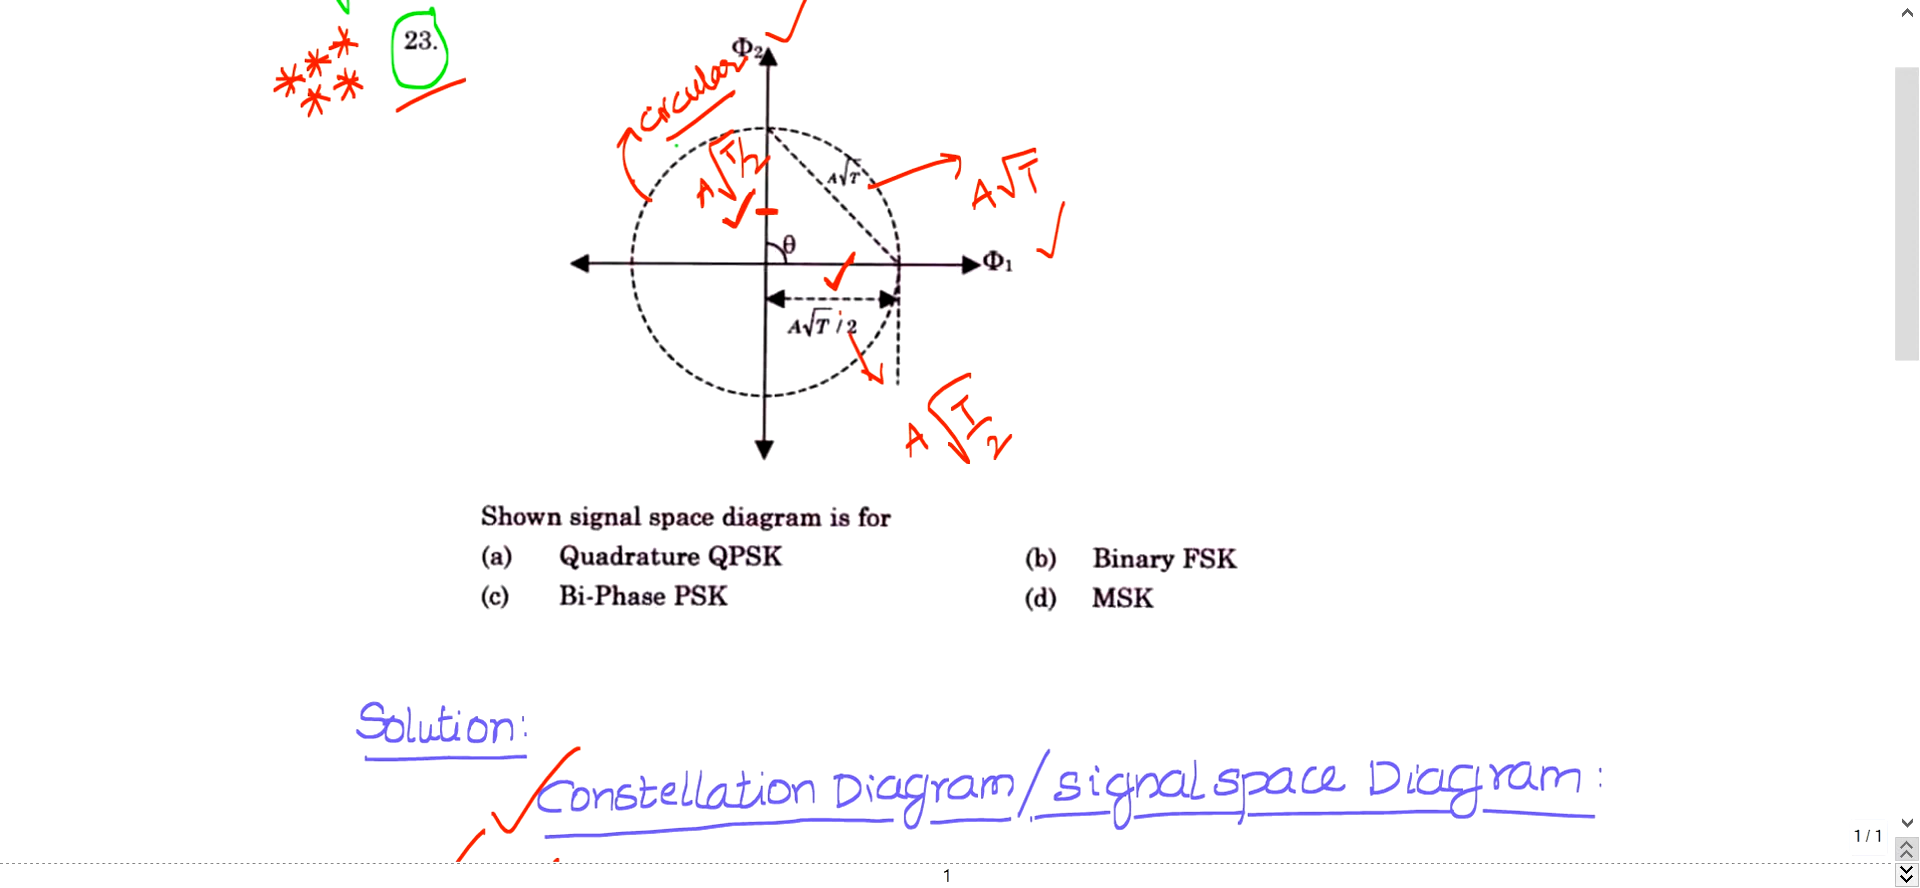 23.
Φ₂
circular
A√T/2
A√T
A√T
θ
Φ₁
A√T / 2
A√T/2
Shown signal space diagram is for
(a) Quadrature QPSK (b) Binary FSK
(c) Bi-Phase PSK (d) MSK
Solution:
Constellation Diagram/signal space Diagram:
1 / 1
1